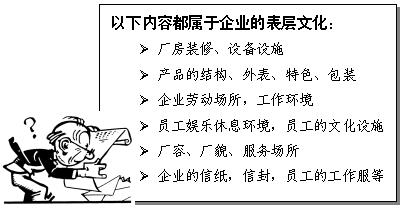 ?
以下内容都属于企业的表层文化：
➢ 厂房装修、设备设施
➢ 产品的结构、外表、特色、包装
➢ 企业劳动场所，工作环境
➢ 员工娱乐休息环境，员工的文化设施
➢ 厂容、厂貌、服务场所
➢ 企业的信纸，信封，员工的工作服等